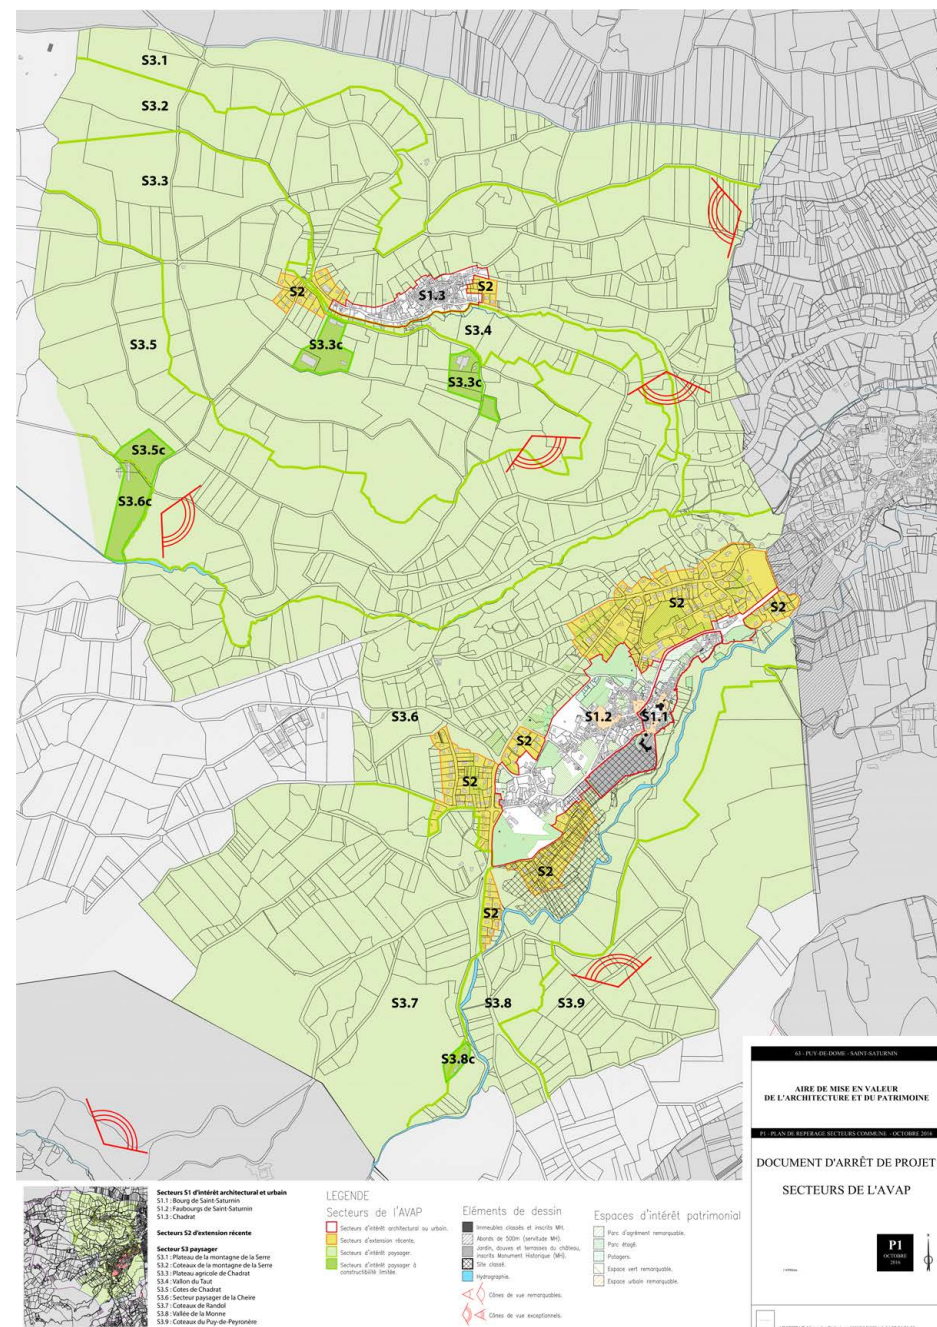 S3.1
S3.2
S3.3
S2
S1.3
S2
S3.4
S3.5
S3.3c
S3.3c
S3.5c
S3.6c
S2
S2
S3.6
S1.2
S1.1
S2
S2
S2
S2
S3.7
S3.8
S3.9
S3.8c
63 - PUY-DE-DOME - SAINT-SATURNIN
AIRE DE MISE EN VALEUR
DE L'ARCHITECTURE ET DU PATRIMOINE
P1 - PLAN DE REPERAGE SECTEURS COMMUNE - OCTOBRE 2016
DOCUMENT D'ARRÊT DE PROJET
SECTEURS DE L'AVAP
P1
OCTOBRE
2016
Secteurs S1 d'intérêt architectural et urbain
S1.1 : Bourg de Saint-Saturnin
S1.2 : Faubourgs de Saint-Saturnin
S1.3 : Chadrat
Secteurs S2 d'extension récente
Secteur S3 paysager
S3.1 : Plateau de la montagne de la Serre
S3.2 : Coteaux de la montagne de la Serre
S3.3 : Plateau agricole de Chadrat
S3.4 : Vallon du Taut
S3.5 : Cotes de Chadrat
S3.6 : Secteur paysager de la Cheire
S3.7 : Coteaux de Randol
S3.8 : Vallée de la Monne
S3.9 : Coteaux du Puy-de-Peyronère
LEGENDE
Secteurs de l'AVAP
Secteurs d'intérêt architectural ou urbain.
Secteurs d'extension récente.
Secteurs d'intérêt paysager.
Secteurs d'intérêt paysager à
constructibilité limitée.
Eléments de dessin
Immeubles classés et inscrits MH.
Abords de 500m (servitude MH).
Jardin, douves et terrasses du château,
inscrits Monument Historique (MH).
Site classé.
Hydrographie.
Cônes de vue remarquables.
Cônes de vue exceptionnels.
Espaces d'intérêt patrimonial
Parc d'agrément remarquable.
Parc étagé.
Potagers.
Espace vert remarquable.
Espace urbain remarquable.